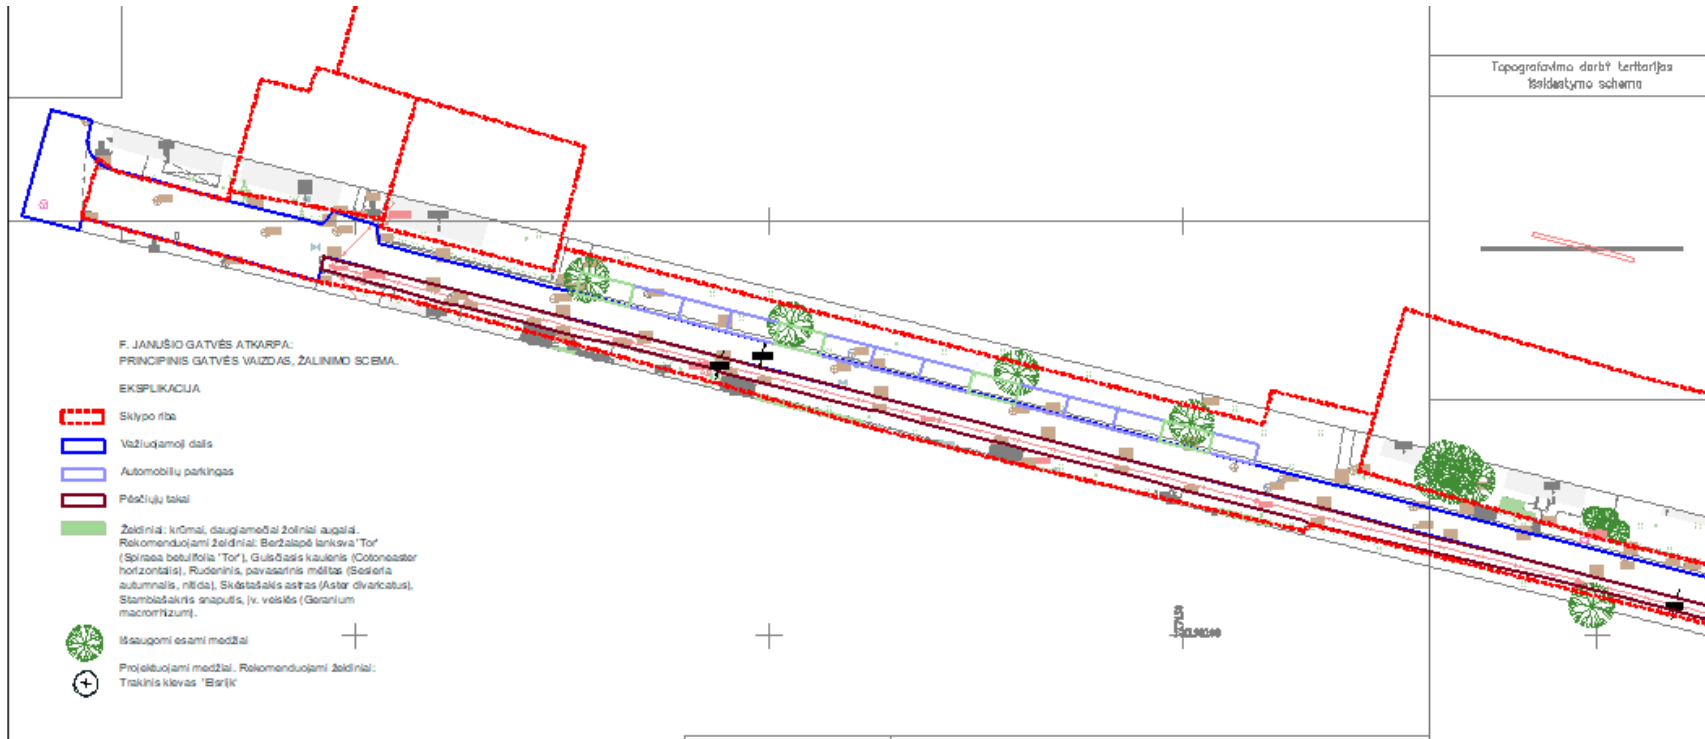 Topografavimo darbų teritorijos
išsidėstymo schema
F. JANUŠIO GATVĖS ATKARPA:
PRINCIPINIS GATVĖS VAIZDAS, ŽALINIMO SCEMA.
EKSPLIKACIJA
Sklypo riba
Važiuojamoji dalis
Automobilių parkingas
Pėsčiųjų takai
Želdiniai: krūmai, daugiamečiai žoliniai augalai.
Rekomenduojami želdiniai: Beržalapė lanksva 'Tor'
(Spiraea betulifolia 'Tor'), Gulsčiasis kaulenis (Cotoneaster
horizontalis), Rudeninis, pavasarinis mėlitas (Sesleria
autumnalis, nitida), Skėstašakis astras (Aster divaricatus),
Stambiašaknis snaputis, įv. veislės (Geranium
macrorrhizum).
Išsaugomi esami medžiai
Projektuojami medžiai. Rekomenduojami želdiniai:
Trakinis klevas 'Elsrijk'